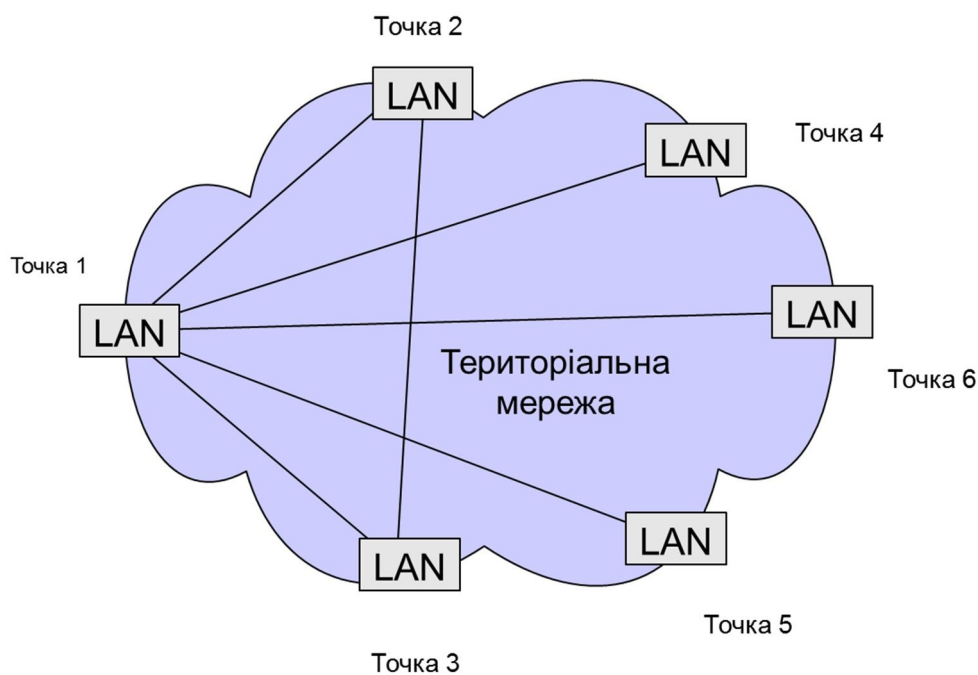 Точка 2
LAN
Точка 4
LAN
Точка 1
LAN
LAN
Територіальна
мережа
Точка 6
LAN
LAN
Точка 5
Точка 3